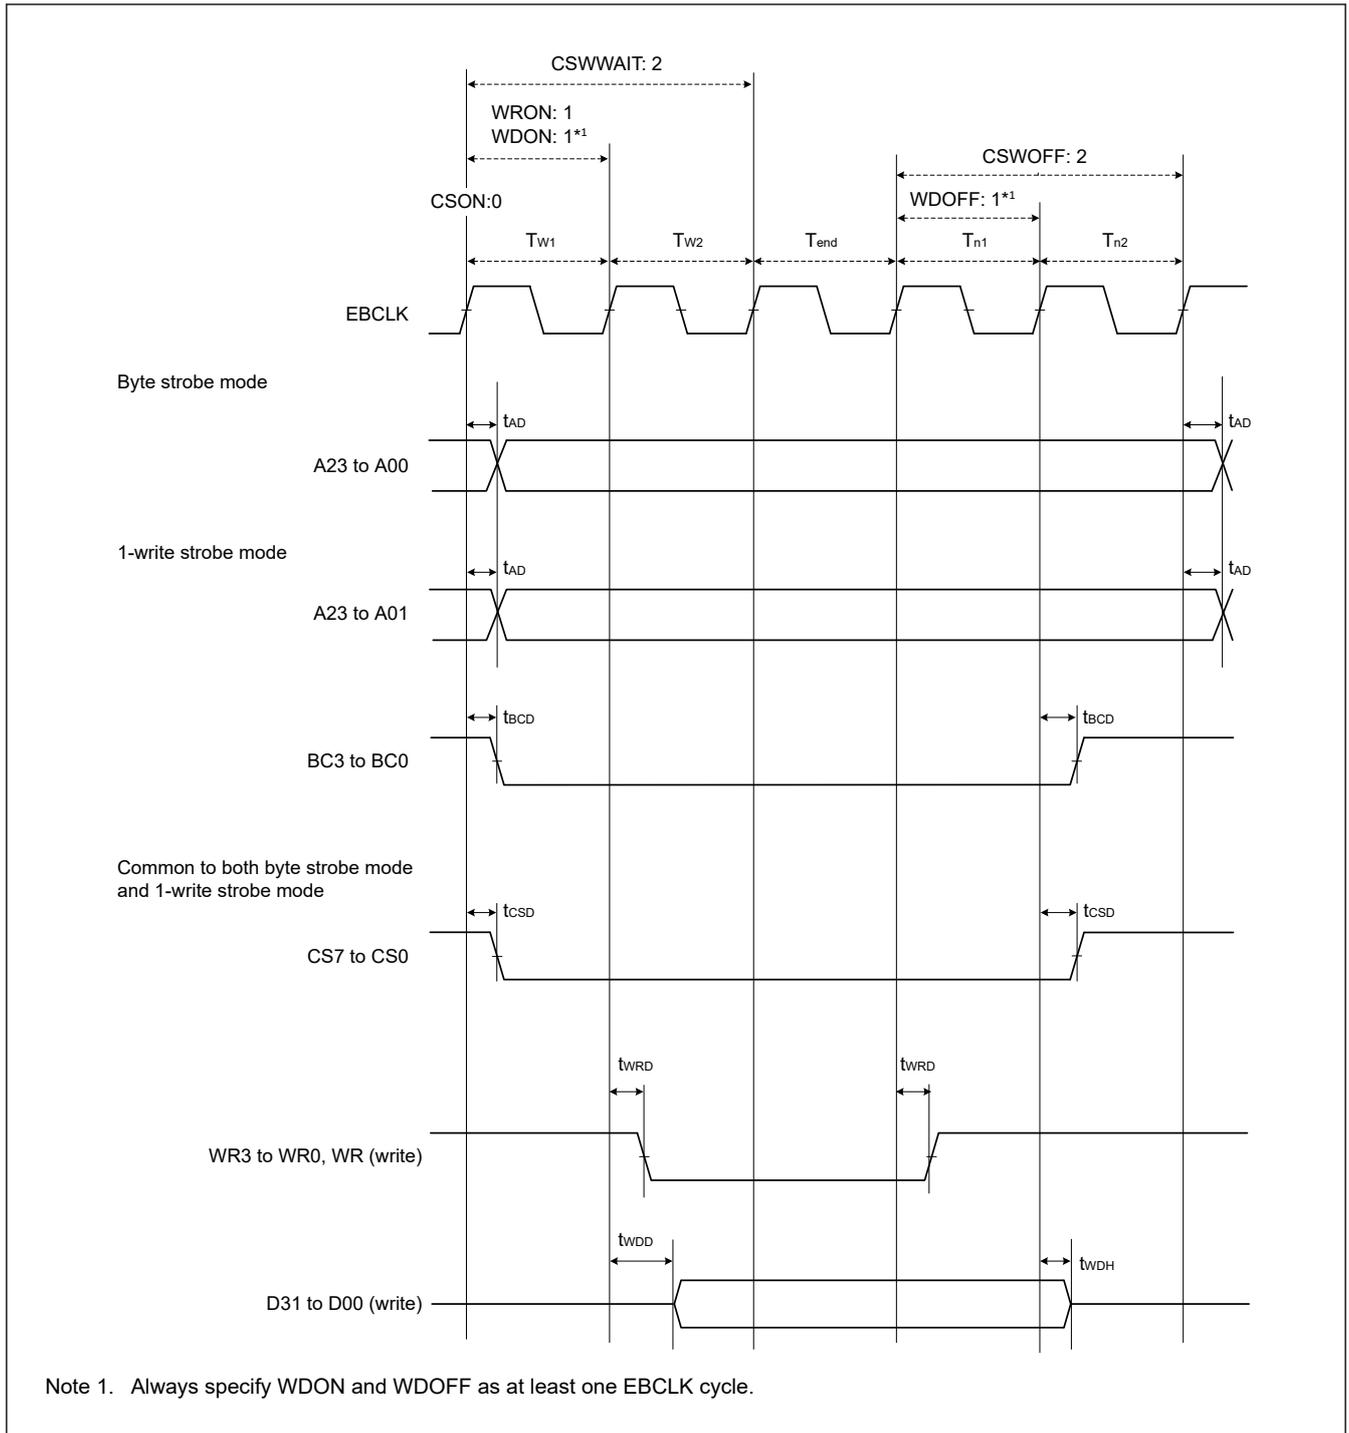 CSWWAIT: 2
WRON: 1
WDON: 1*1
CSWOFF: 2
CSON:0
WDOFF: 1*1
TW1
TW2
Tend
Tn1
Tn2
EBCLK
Byte strobe mode
tAD
tAD
A23 to A00
1-write strobe mode
tAD
tAD
A23 to A01
tBCD
tBCD
BC3 to BC0
Common to both byte strobe mode
and 1-write strobe mode
tCSD
tCSD
CS7 to CS0
tWRD
tWRD
WR3 to WR0, WR (write)
tWDD
tWDH
D31 to D00 (write)
Note 1. Always specify WDON and WDOFF as at least one EBCLK cycle.